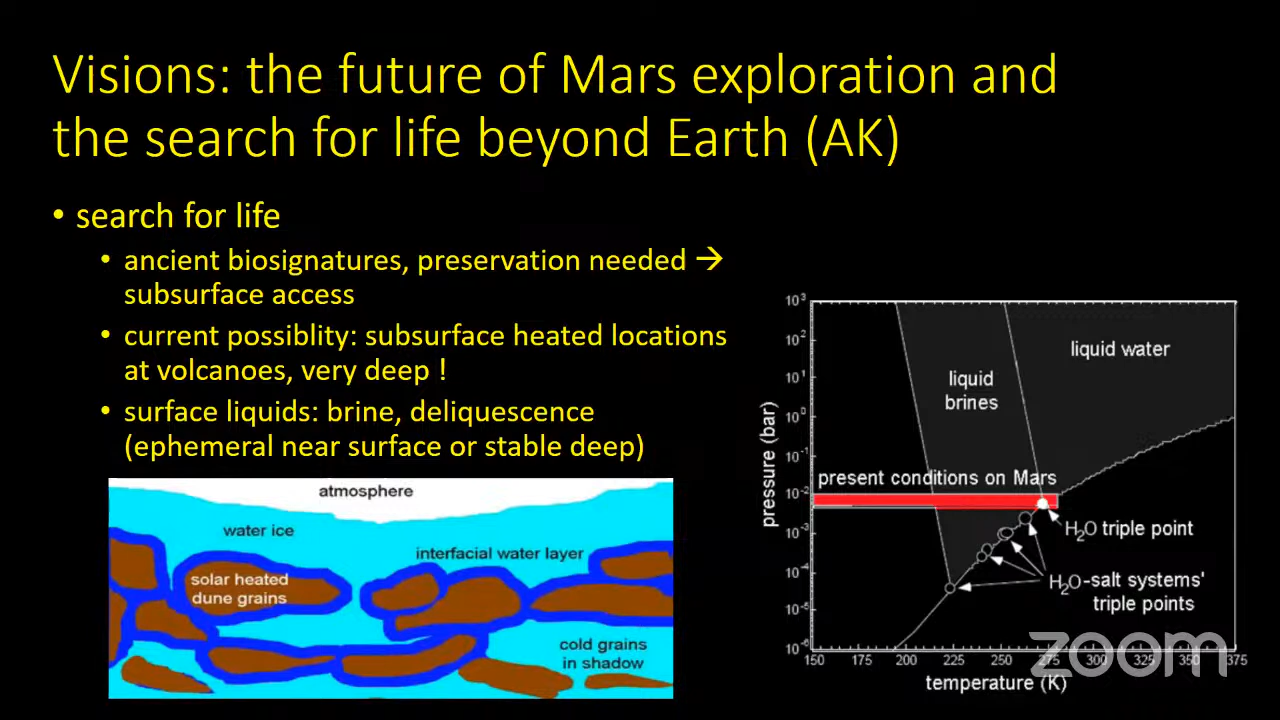 Visions: the future of Mars exploration and
the search for life beyond Earth (AK)
• search for life
• ancient biosignatures, preservation needed →
subsurface access
• current possiblity: subsurface heated locations
at volcanoes, very deep !
• surface liquids: brine, deliquescence
(ephemeral near surface or stable deep)
atmosphere
water ice
interfacial water layer
solar heated
dune grains
cold grains
in shadow
pressure (bar)
10³
10²
10¹
10⁰
10⁻¹
10⁻²
10⁻³
10⁻⁴
10⁻⁵
10⁻⁶
liquid water
liquid
brines
present conditions on Mars
H₂O triple point
H₂O-salt systems'
triple points
150 175 200 225 250 275 300 325 350 375
temperature (K)
zoom